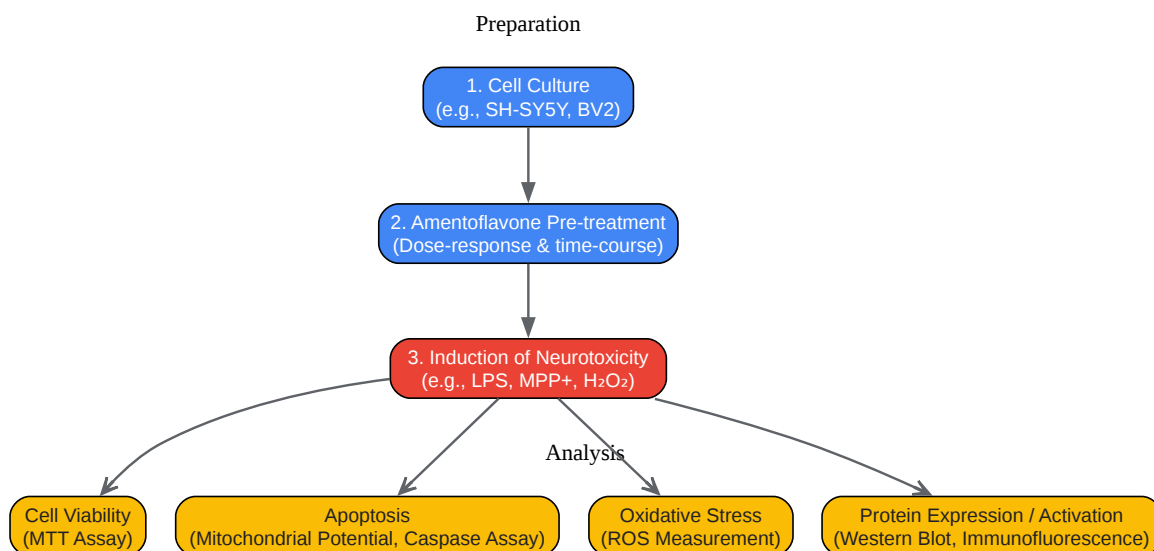 Preparation
1. Cell Culture
(e.g., SH-SY5Y, BV2)
2. Amentoflavone Pre-treatment
(Dose-response & time-course)
3. Induction of Neurotoxicity
(e.g., LPS, MPP+, H₂O₂)
Analysis
Cell Viability
(MTT Assay)
Apoptosis
(Mitochondrial Potential, Caspase Assay)
Oxidative Stress
(ROS Measurement)
Protein Expression / Activation
(Western Blot, Immunofluorescence)